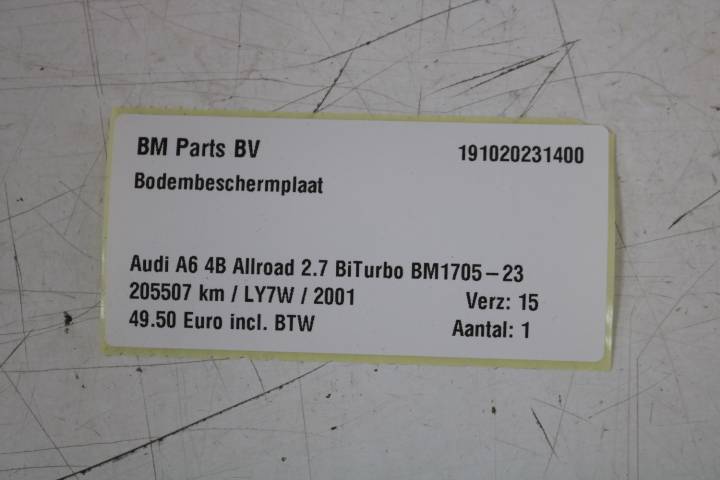 BM Parts BV 191020231400
Bodembeschermplaat
Audi A6 4B Allroad 2.7 BiTurbo BM1705-23
205507 km / LY7W / 2001 Verz: 15
49.50 Euro incl. BTW Aantal: 1